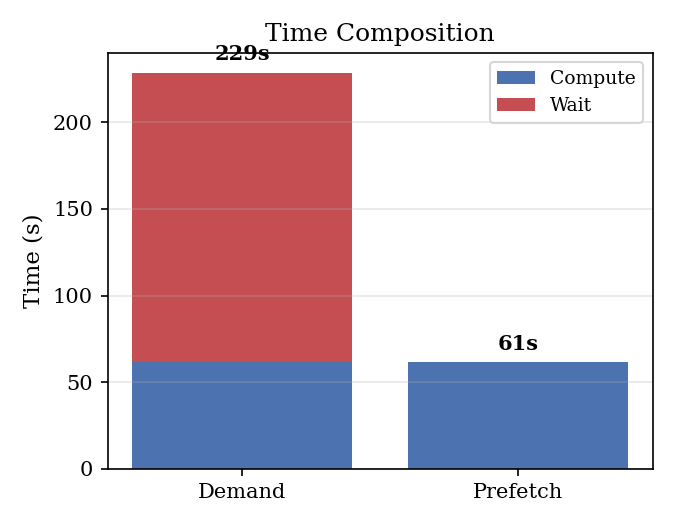 Time Composition
229s
Compute
Wait
200
150
100
50
0
Time (s)
61s
Demand
Prefetch